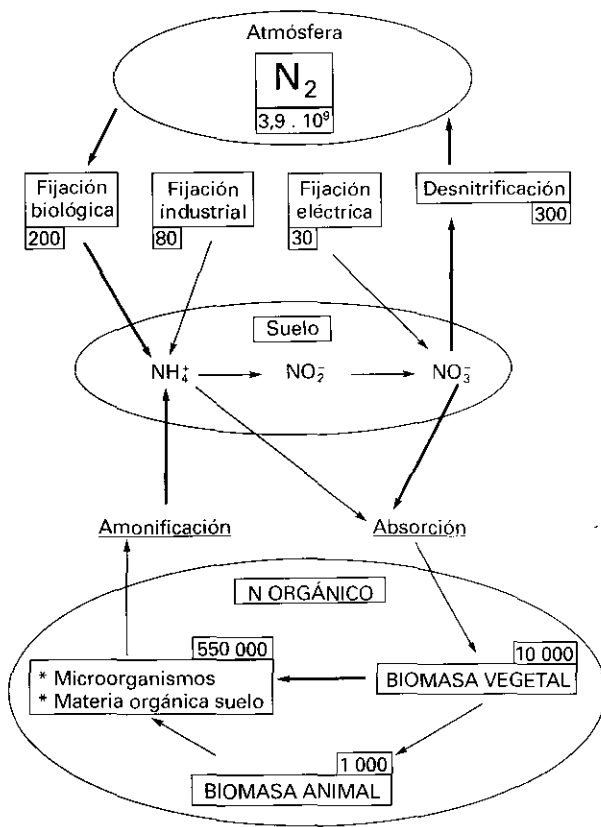 Atmósfera
N₂
3,9 . 10⁹
Fijación
biológica
200
Fijación
industrial
80
Fijación
eléctrica
30
Desnitrificación
300
Suelo
NH₄⁺
NO₂⁻
NO₃⁻
Amonificación
Absorción
N ORGÁNICO
550 000
* Microorganismos
* Materia orgánica suelo
10 000
BIOMASA VEGETAL
1 000
BIOMASA ANIMAL